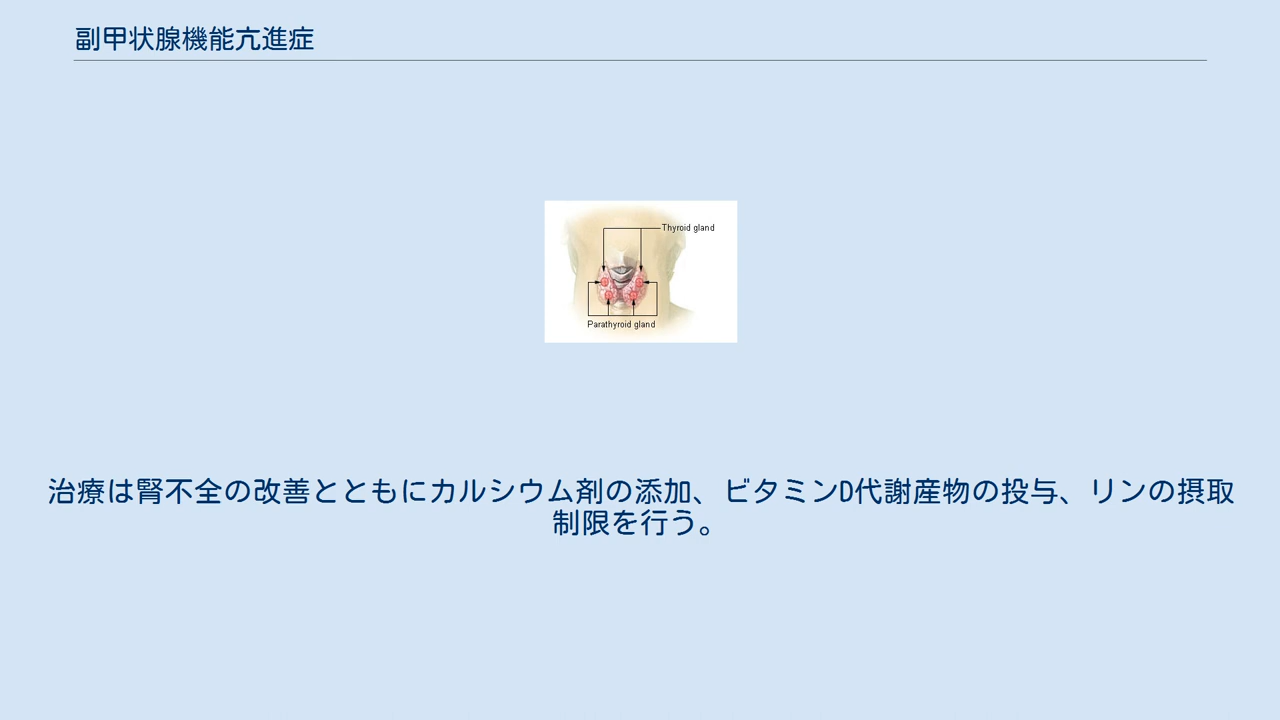 副甲状腺機能亢進症
Thyroid gland
Parathyroid gland
治療は腎不全の改善とともにカルシウム剤の添加、ビタミンD代謝産物の投与、リンの摂取
制限を行う。